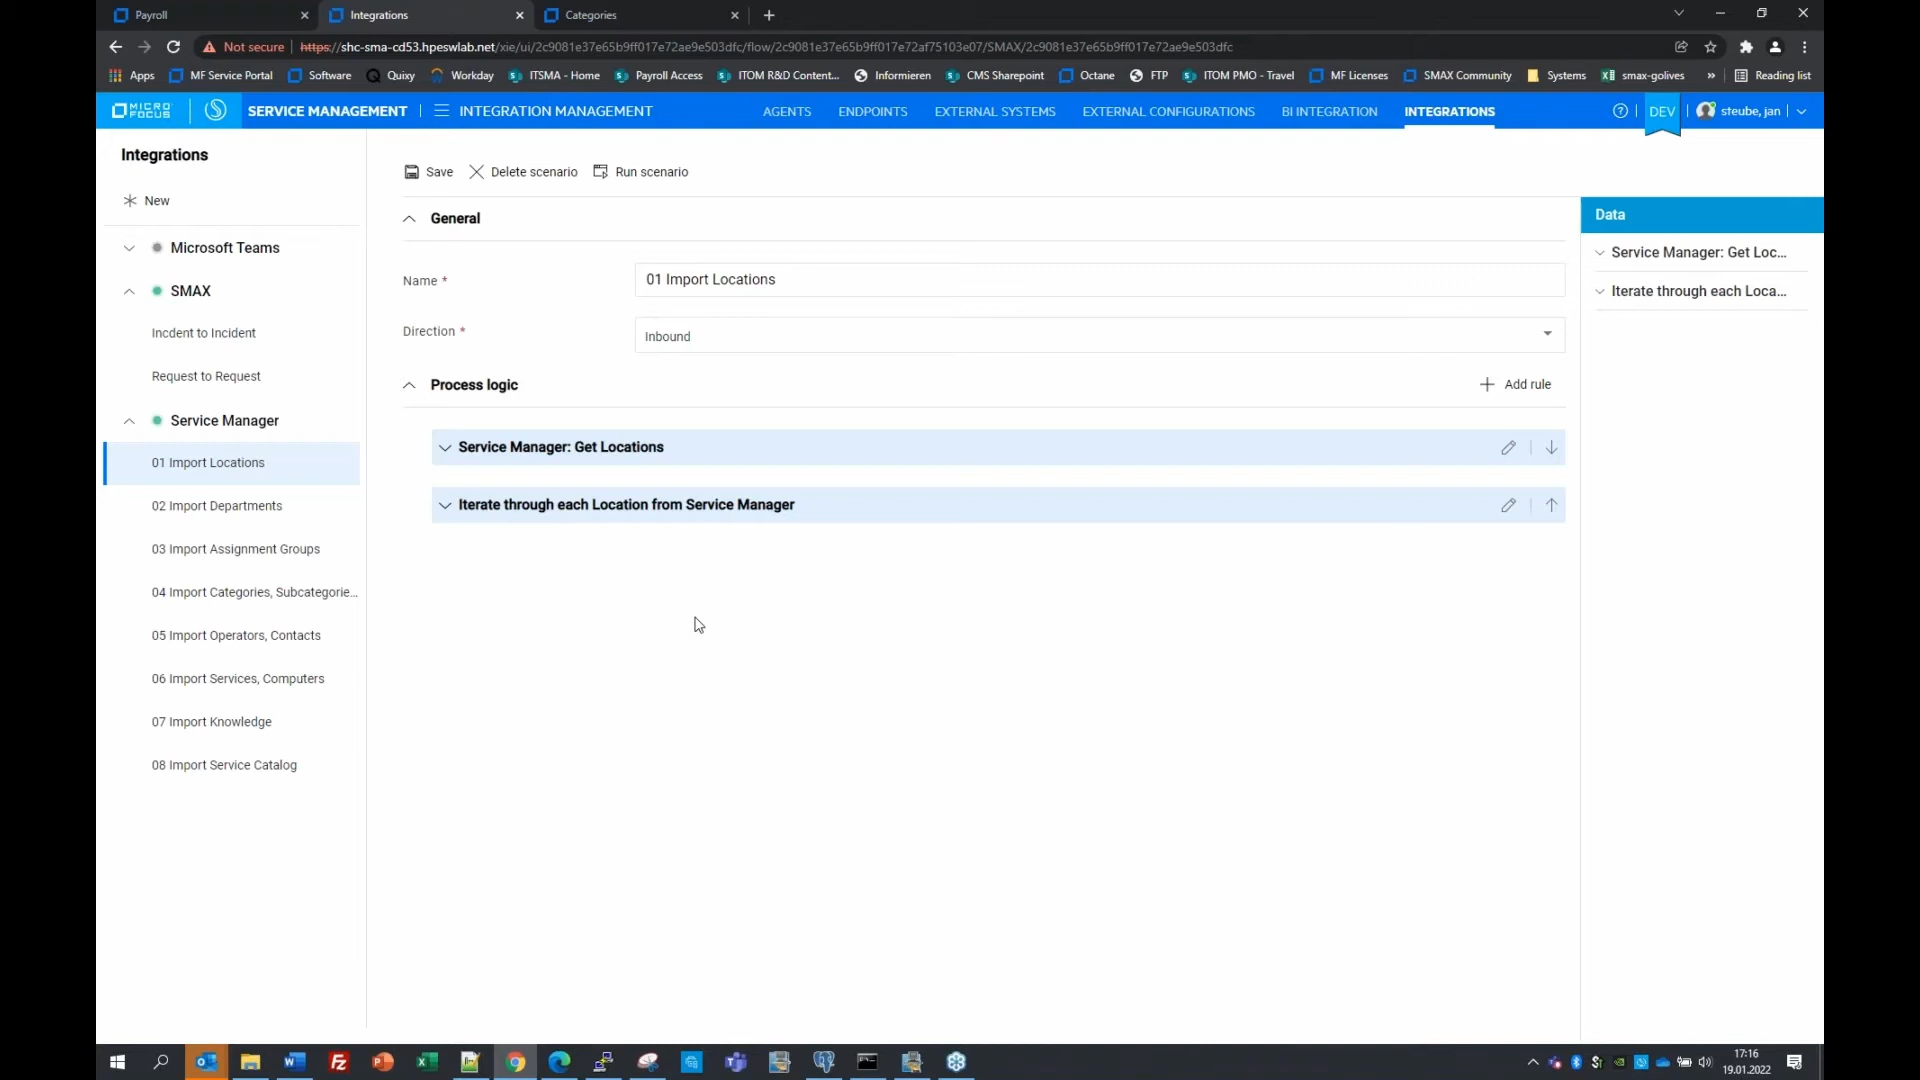 Payroll
Integrations
Categories
Not secure
https://shc-sma-cd53.hpeswlab.net/xie/ui/2c9081e37e65b9ff017e72ae9e503dfc/flow/2c9081e37e65b9ff017e72af75103e07/SMAX/2c9081e37e65b9ff017e72ae9e503dfc
Apps MF Service Portal Software Quixy Workday ITSMA - Home Payroll Access ITOM R&D Content... Informieren CMS Sharepoint Octane FTP ITOM PMO - Travel MF Licenses SMAX Community Systems smax-golives » Reading list
MICRO FOCUS SERVICE MANAGEMENT INTEGRATION MANAGEMENT AGENTS ENDPOINTS EXTERNAL SYSTEMS EXTERNAL CONFIGURATIONS BI INTEGRATION INTEGRATIONS DEV steube, jan
Integrations
New
Microsoft Teams
SMAX
Incdent to Incident
Request to Request
Service Manager
01 Import Locations
02 Import Departments
03 Import Assignment Groups
04 Import Categories, Subcategorie...
05 Import Operators, Contacts
06 Import Services, Computers
07 Import Knowledge
08 Import Service Catalog
Save Delete scenario Run scenario
General
Name * 01 Import Locations
Direction * Inbound
Process logic Add rule
Service Manager: Get Locations
Iterate through each Location from Service Manager
Data
Service Manager: Get Loc...
Iterate through each Loca...
17:16
19.01.2022